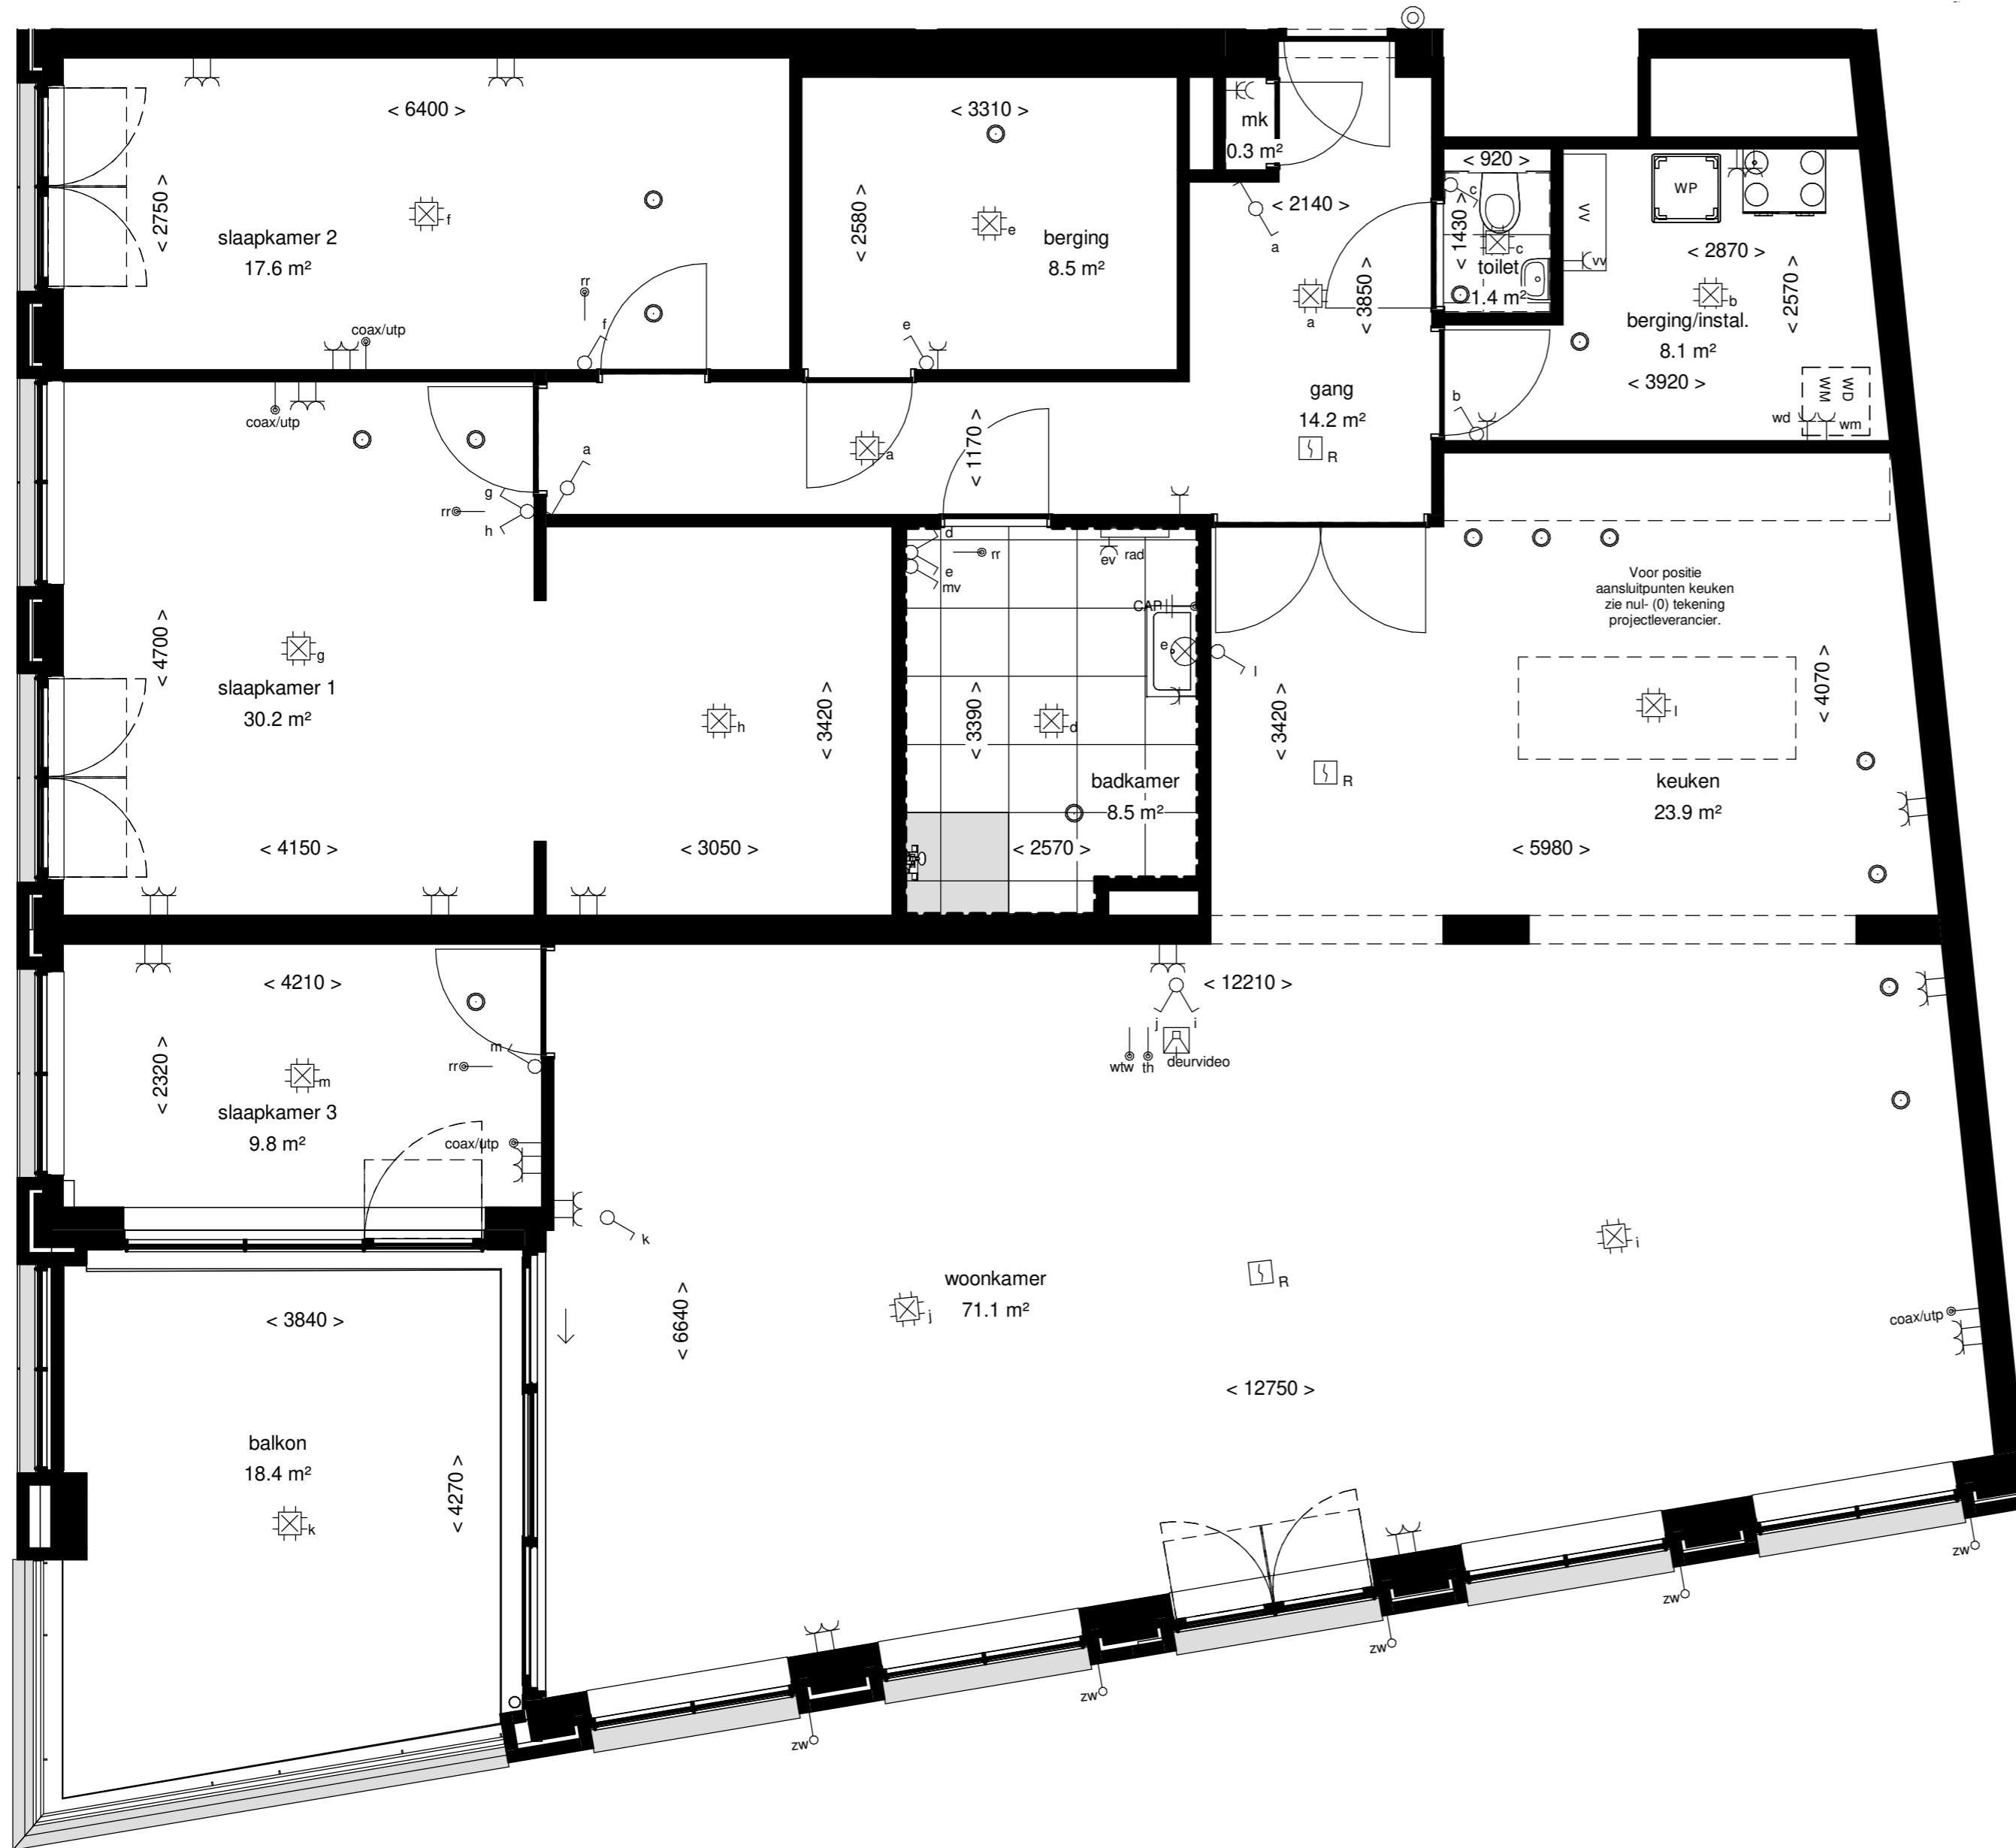 < 6400 >
< 3310 >
mk
0.3 m²
< 920 >
c
WP
VV
< 2750 >
f
< 2580 >
e
< 2140 >
a
< 1430 >
c
slaapkamer 2
17.6 m²
berging
8.5 m²
toilet
1.4 m²
vv
< 2870 >
b
< 2570 >
berging/instal.
8.1 m²
< 3920 >
rr
f
coax/utp
e
a
< 3850 >
gang
14.2 m²
R
b
WD
WM
wd
wm
coax/utp
a
a
< 1170 >
g
rr
h
d
e
mv
rr
ev
rad
CAP
Voor positie
aansluitpunten keuken
zie nul- (0) tekening
projectleverancier.
< 4700 >
g
slaapkamer 1
30.2 m²
h
< 3420 >
< 3390 >
d
e
l
< 3420 >
l
< 4070 >
badkamer
8.5 m²
R
keuken
23.9 m²
< 4150 >
< 3050 >
< 2570 >
< 5980 >
< 4210 >
< 12210 >
j
i
< 2320 >
m
rr
m
wtw
th
deurvideo
slaapkamer 3
9.8 m²
coax/utp
k
i
woonkamer
71.1 m²
j
R
< 6640 >
coax/utp
< 3840 >
< 12750 >
balkon
18.4 m²
k
< 4270 >
zw
zw
zw
zw
zw